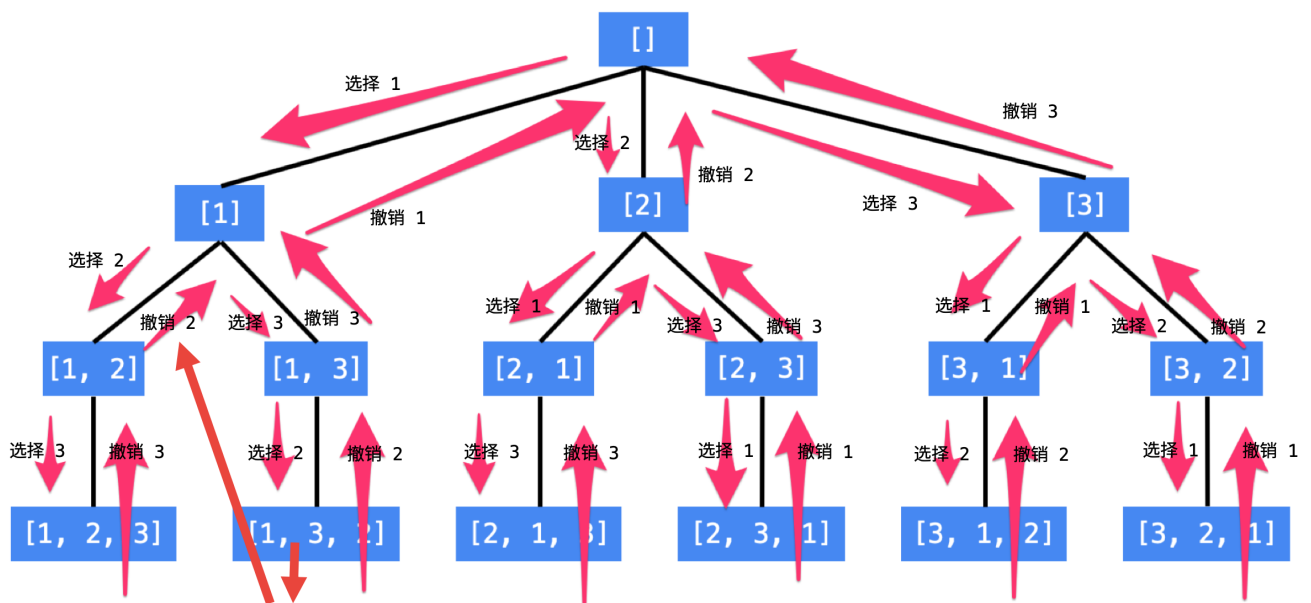 []
选择 1
撤销 3
选择 2
撤销 2
选择 3
撤销 1
[1]
[2]
[3]
选择 2
撤销 2
选择 3
撤销 3
选择 1
撤销 1
选择 3
撤销 3
选择 1
撤销 1
选择 2
撤销 2
[1, 2]
[1, 3]
[2, 1]
[2, 3]
[3, 1]
[3, 2]
选择 3
撤销 3
选择 2
撤销 2
选择 3
撤销 3
选择 1
撤销 1
选择 2
撤销 2
选择 1
撤销 1
[1, 2, 3]
[1, 3, 2]
[2, 1, 3]
[2, 3, 1]
[3, 1, 2]
[3, 2, 1]